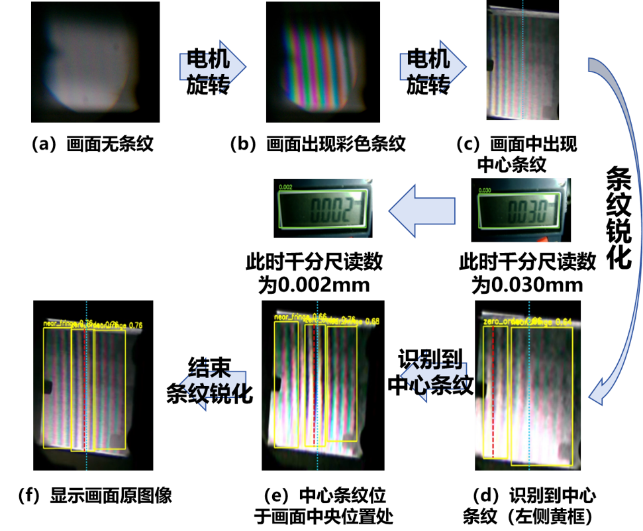 电机
旋转
电机
旋转
（a）画面无条纹
（b）画面出现彩色条纹
（c）画面中出现
中心条纹
条纹锐化
0.002
0.002
0.030
0.030
此时千分尺读数
为0.002mm
此时千分尺读数
为0.030mm
结束
条纹锐化
识别到
中心条纹
（f）显示画面原图像
（e）中心条纹位
于画面中央位置处
（d）识别到中心
条纹（左侧黄框）